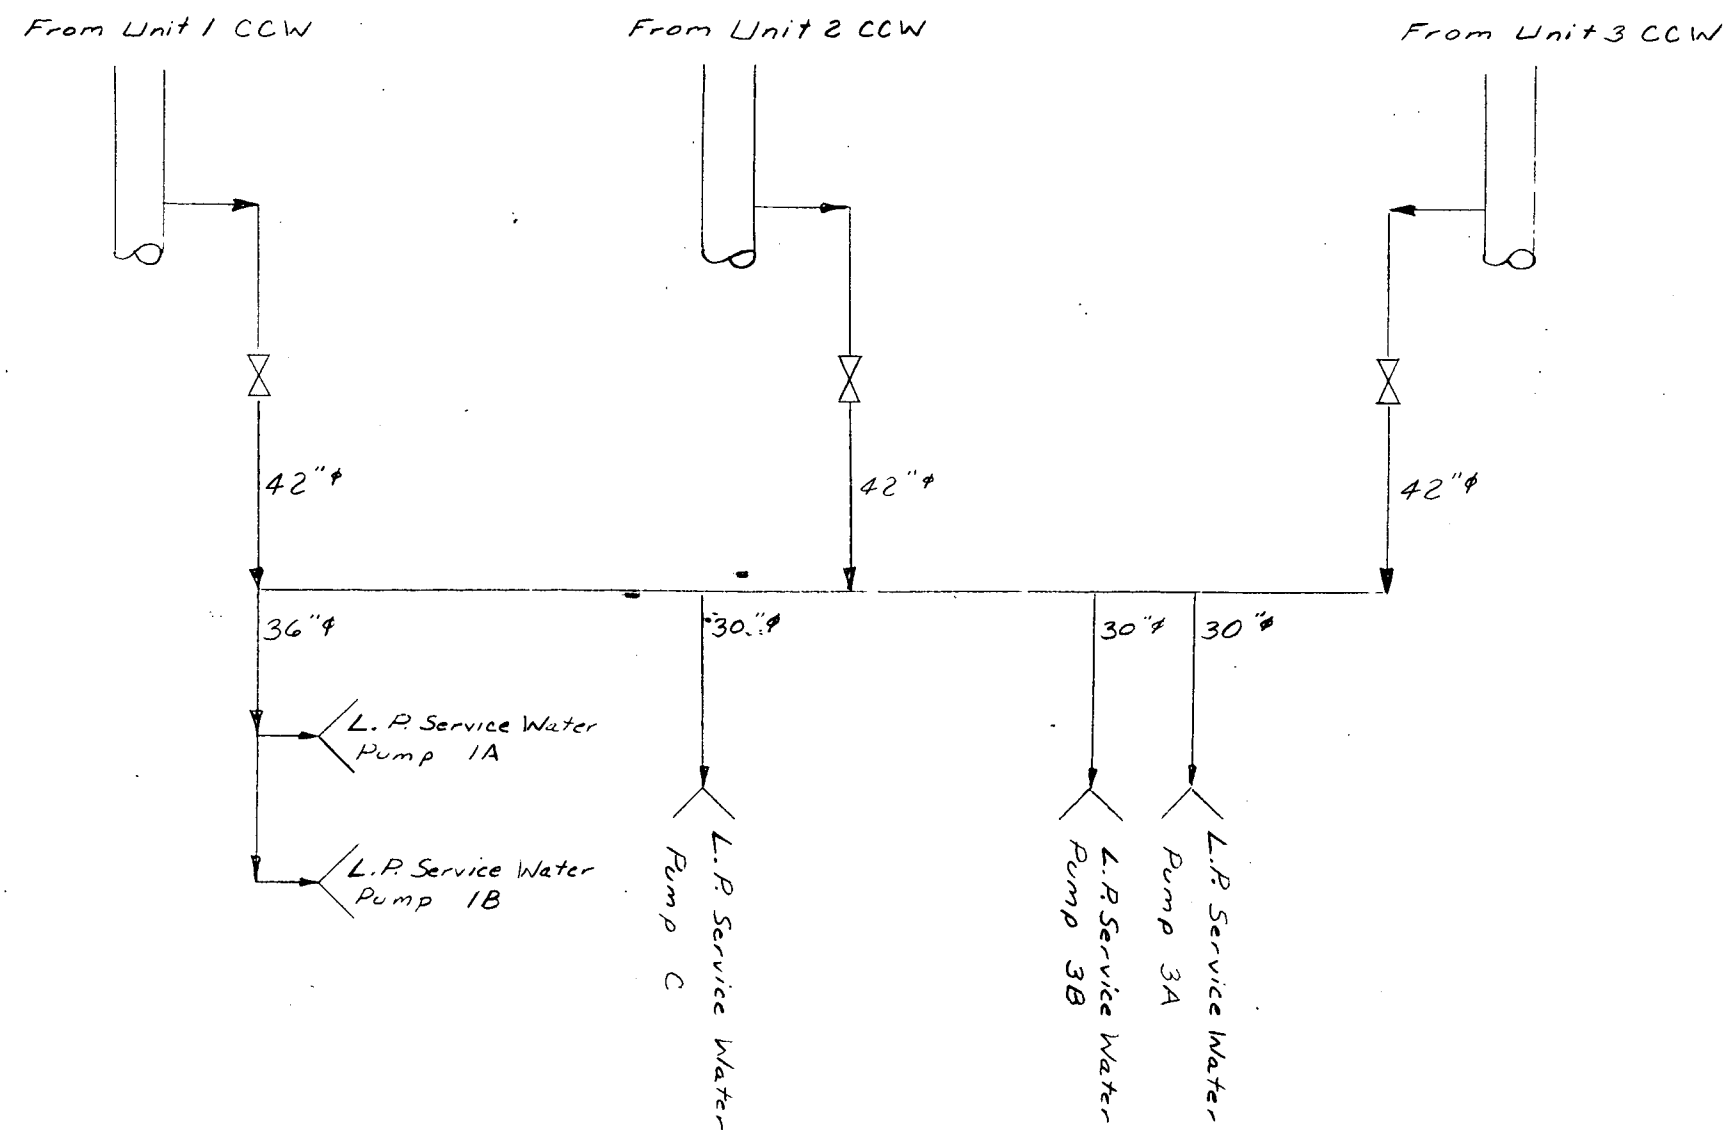 From Unit 1 CCW
From Unit 2 CCW
From Unit 3 CCW
42"φ
42"φ
42"φ
36"φ
30"φ
30"φ
30"φ
L.P. Service Water
Pump 1A
L.P. Service Water
Pump 1B
L.P. Service Water
Pump C
L.P. Service Water
Pump 3B
L.P. Service Water
Pump 3A